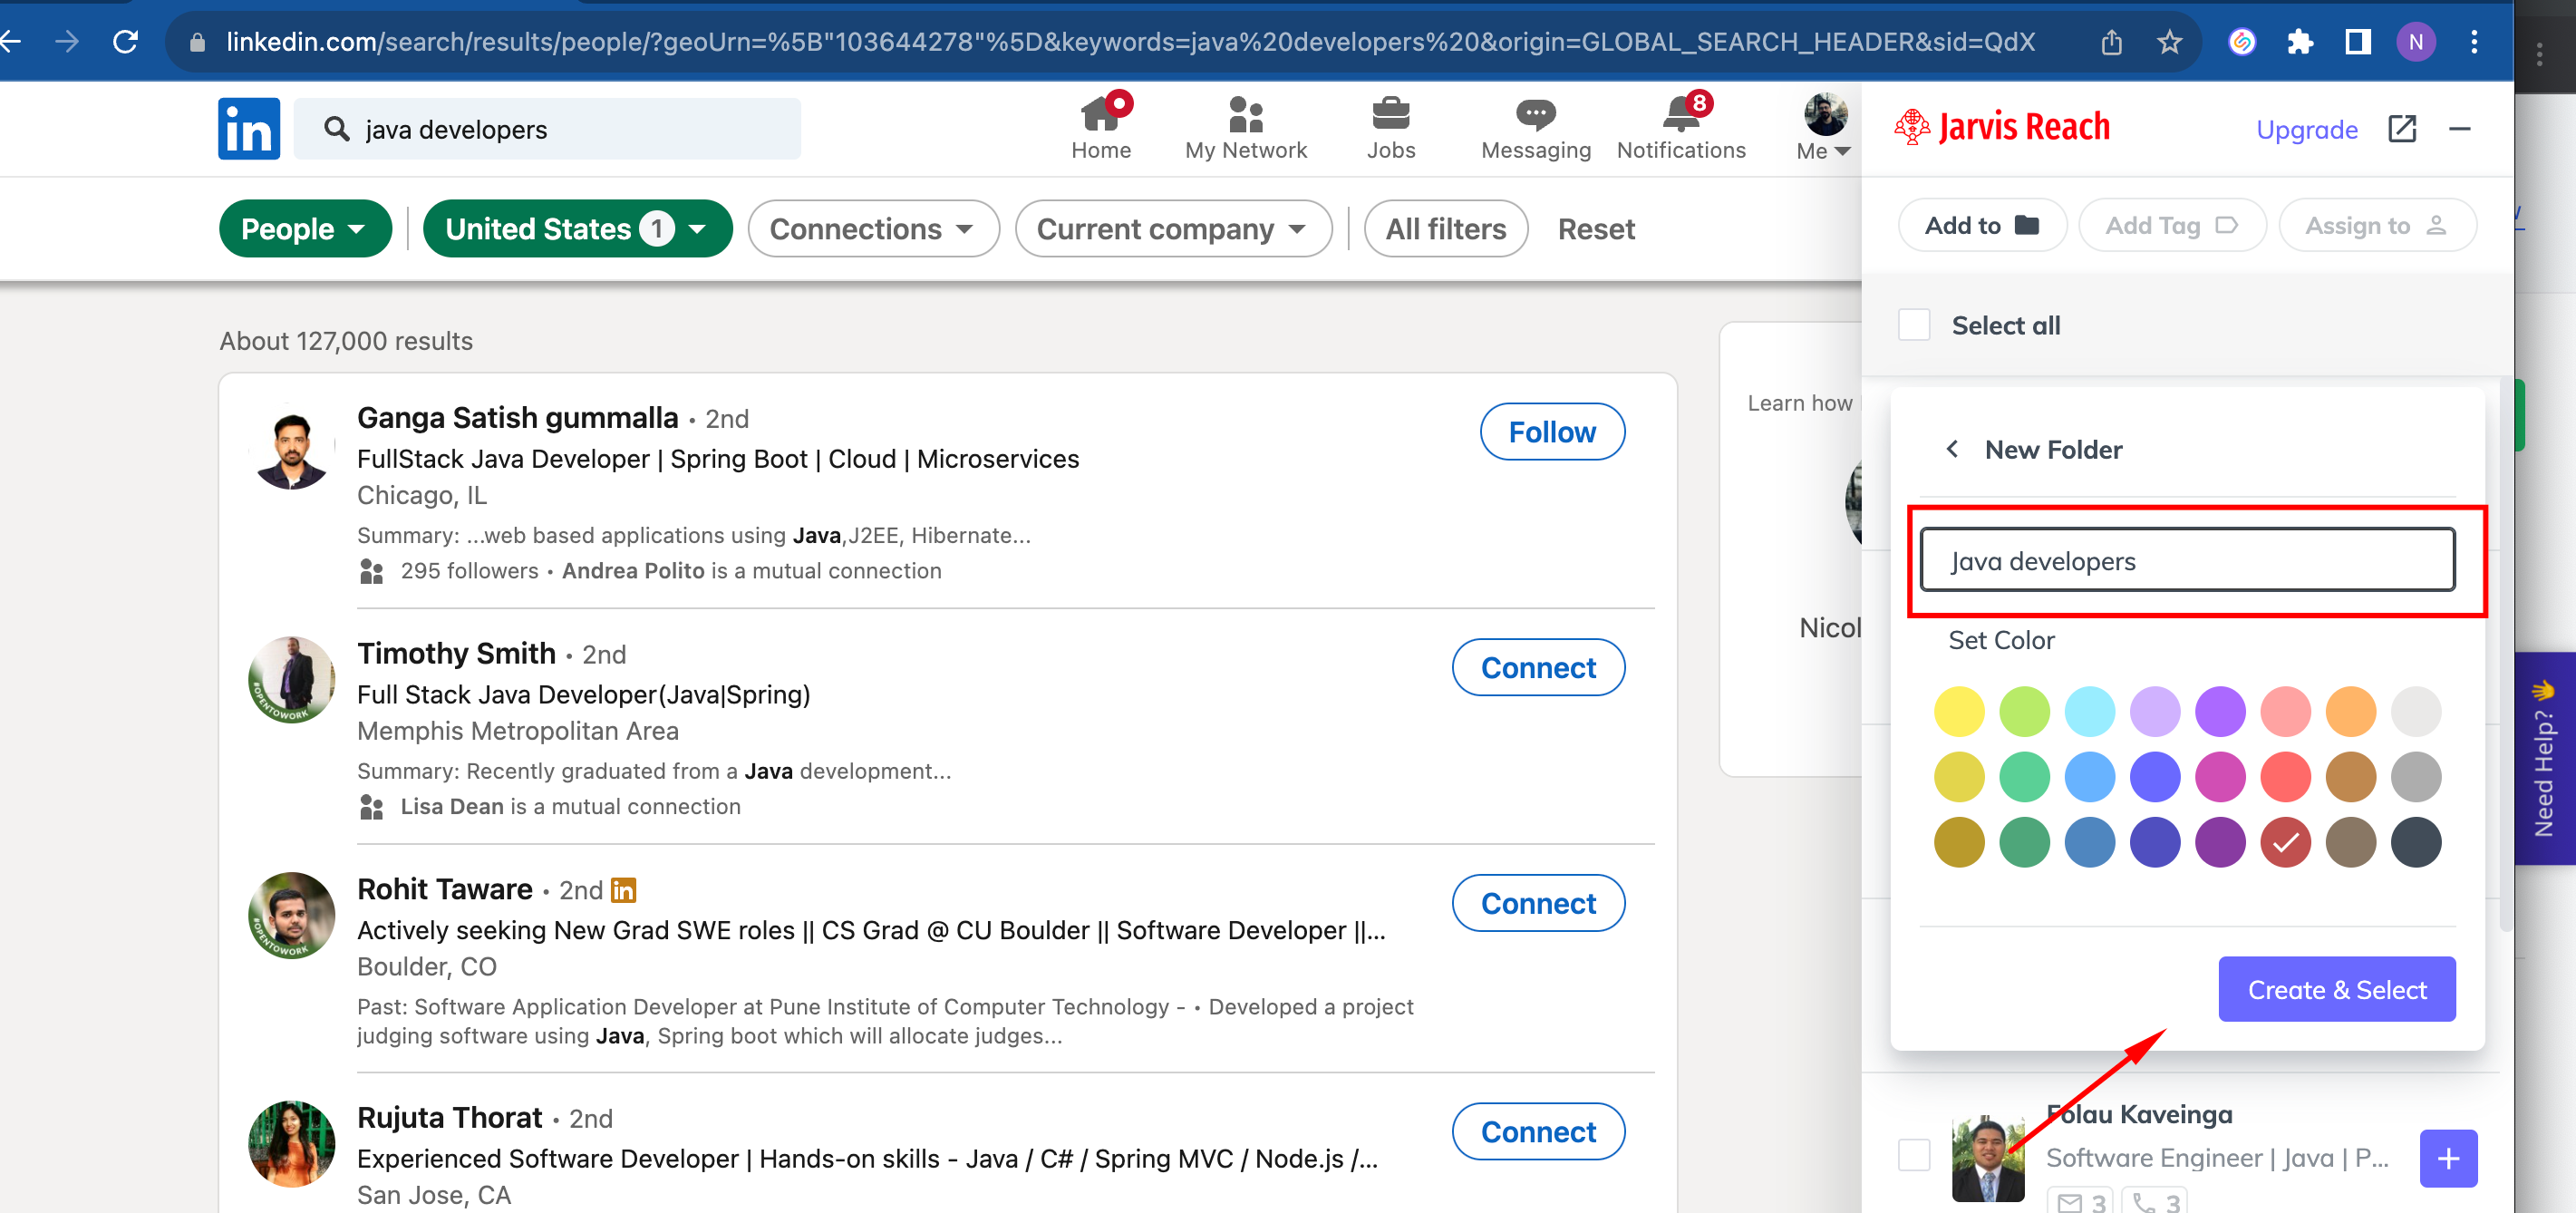 linkedin.com/search/results/people/?geoUrn=%5B"103644278"%5D&keywords=java%20developers%20&origin=GLOBAL_SEARCH_HEADER&sid=QdX
N
in
java developers
Home
My Network
Jobs
Messaging
8
Notifications
Me
Jarvis Reach
Upgrade
People
United States 1
Connections
Current company
All filters
Reset
Add to
Add Tag
Assign to
Select all
About 127,000 results
Ganga Satish gummalla • 2nd
FullStack Java Developer | Spring Boot | Cloud | Microservices
Chicago, IL
Summary: ...web based applications using Java,J2EE, Hibernate...
295 followers • Andrea Polito is a mutual connection
Follow
Timothy Smith • 2nd
Full Stack Java Developer(Java|Spring)
Memphis Metropolitan Area
Summary: Recently graduated from a Java development...
Lisa Dean is a mutual connection
Connect
#OPENTOWORK
Rohit Taware • 2nd in
Actively seeking New Grad SWE roles || CS Grad @ CU Boulder || Software Developer ||...
Boulder, CO
Past: Software Application Developer at Pune Institute of Computer Technology - • Developed a project
judging software using Java, Spring boot which will allocate judges...
Connect
#OPENTOWORK
Rujuta Thorat • 2nd
Experienced Software Developer | Hands-on skills - Java / C# / Spring MVC / Node.js /...
San Jose, CA
Connect
Learn how
Nicol
New Folder
Java developers
Set Color
Create & Select
Need Help?
Folau Kaveinga
Software Engineer | Java | P...
3
3